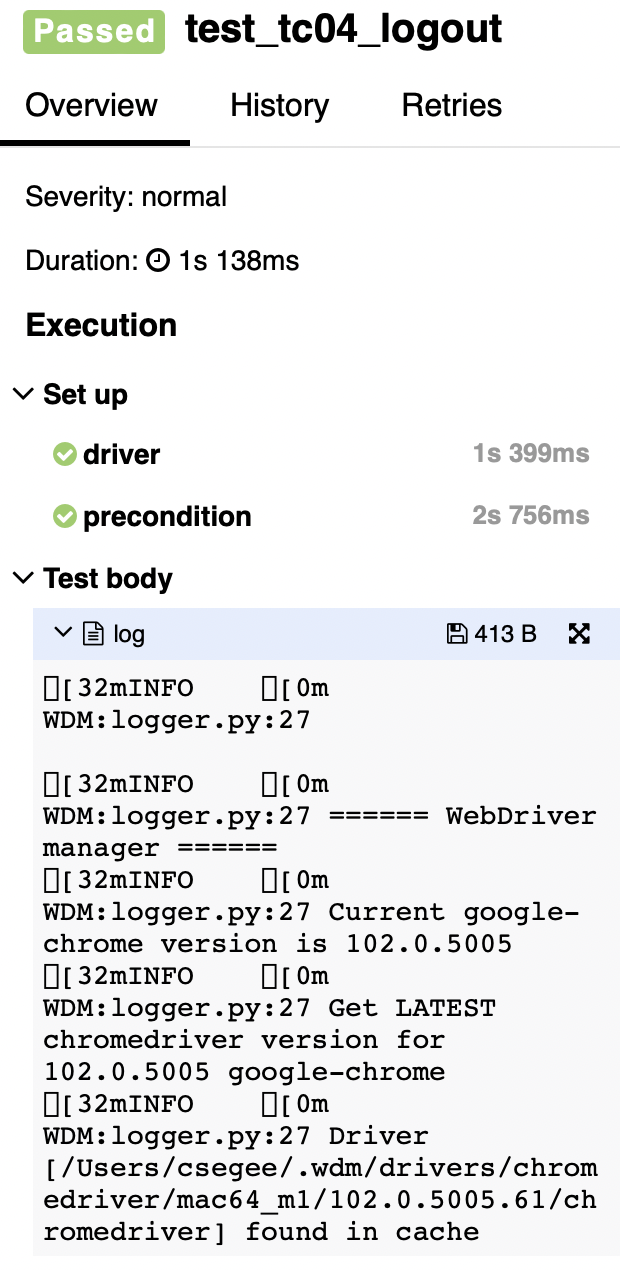 Passed test_tc04_logout
Overview History Retries
Severity: normal
Duration: 1s 138ms
Execution
Set up
driver 1s 399ms
precondition 2s 756ms
Test body
log 413 B
[32mINFO [0m
WDM:logger.py:27
[32mINFO [0m
WDM:logger.py:27 ====== WebDriver
manager ======
[32mINFO [0m
WDM:logger.py:27 Current google-
chrome version is 102.0.5005
[32mINFO [0m
WDM:logger.py:27 Get LATEST
chromedriver version for
102.0.5005 google-chrome
[32mINFO [0m
WDM:logger.py:27 Driver
[/Users/csegee/.wdm/drivers/chrom
edriver/mac64_m1/102.0.5005.61/ch
romedriver] found in cache